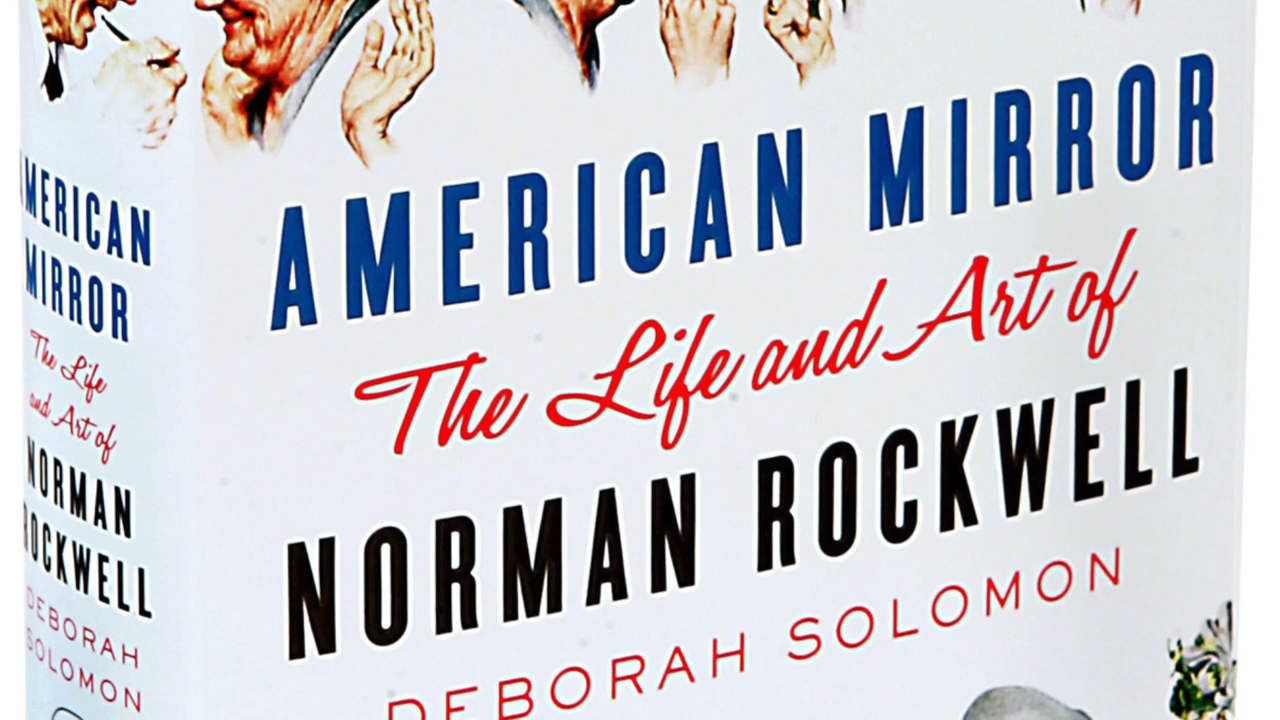 AMERICAN
MIRROR
The Life
and Art of
NORMAN
ROCKWELL
DEBORAH
SOLOMON
AMERICAN MIRROR
The Life and Art of
NORMAN ROCKWELL
DEBORAH SOLOMON